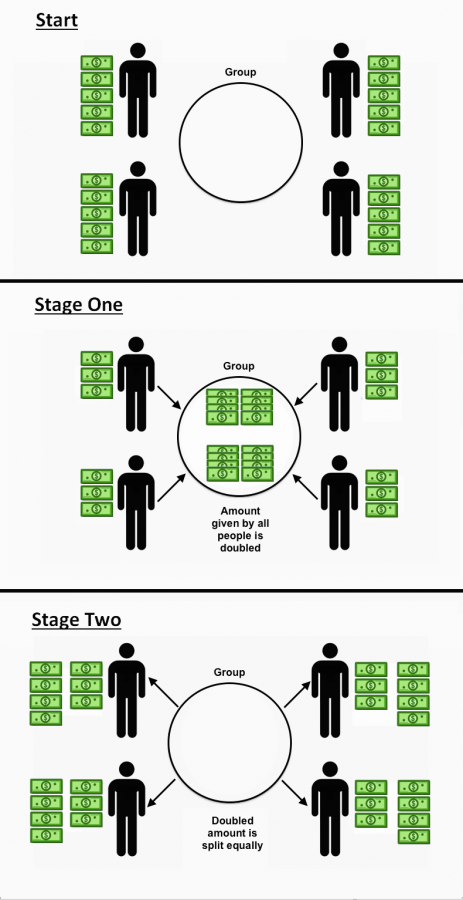 Start
Group
Stage One
Group
Amount
given by all
people is
doubled
Stage Two
Group
Doubled
amount is
split equally